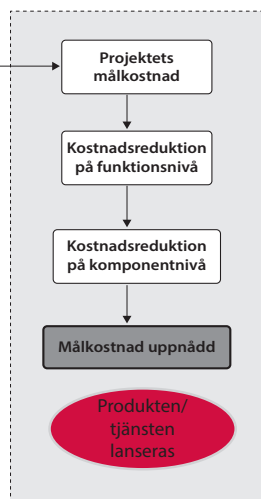 Projektets
målkostnad
Kostnadsreduktion
på funktionsnivå
Kostnadsreduktion
på komponentnivå
Målkostnad uppnådd
Produkten/
tjänsten
lanseras